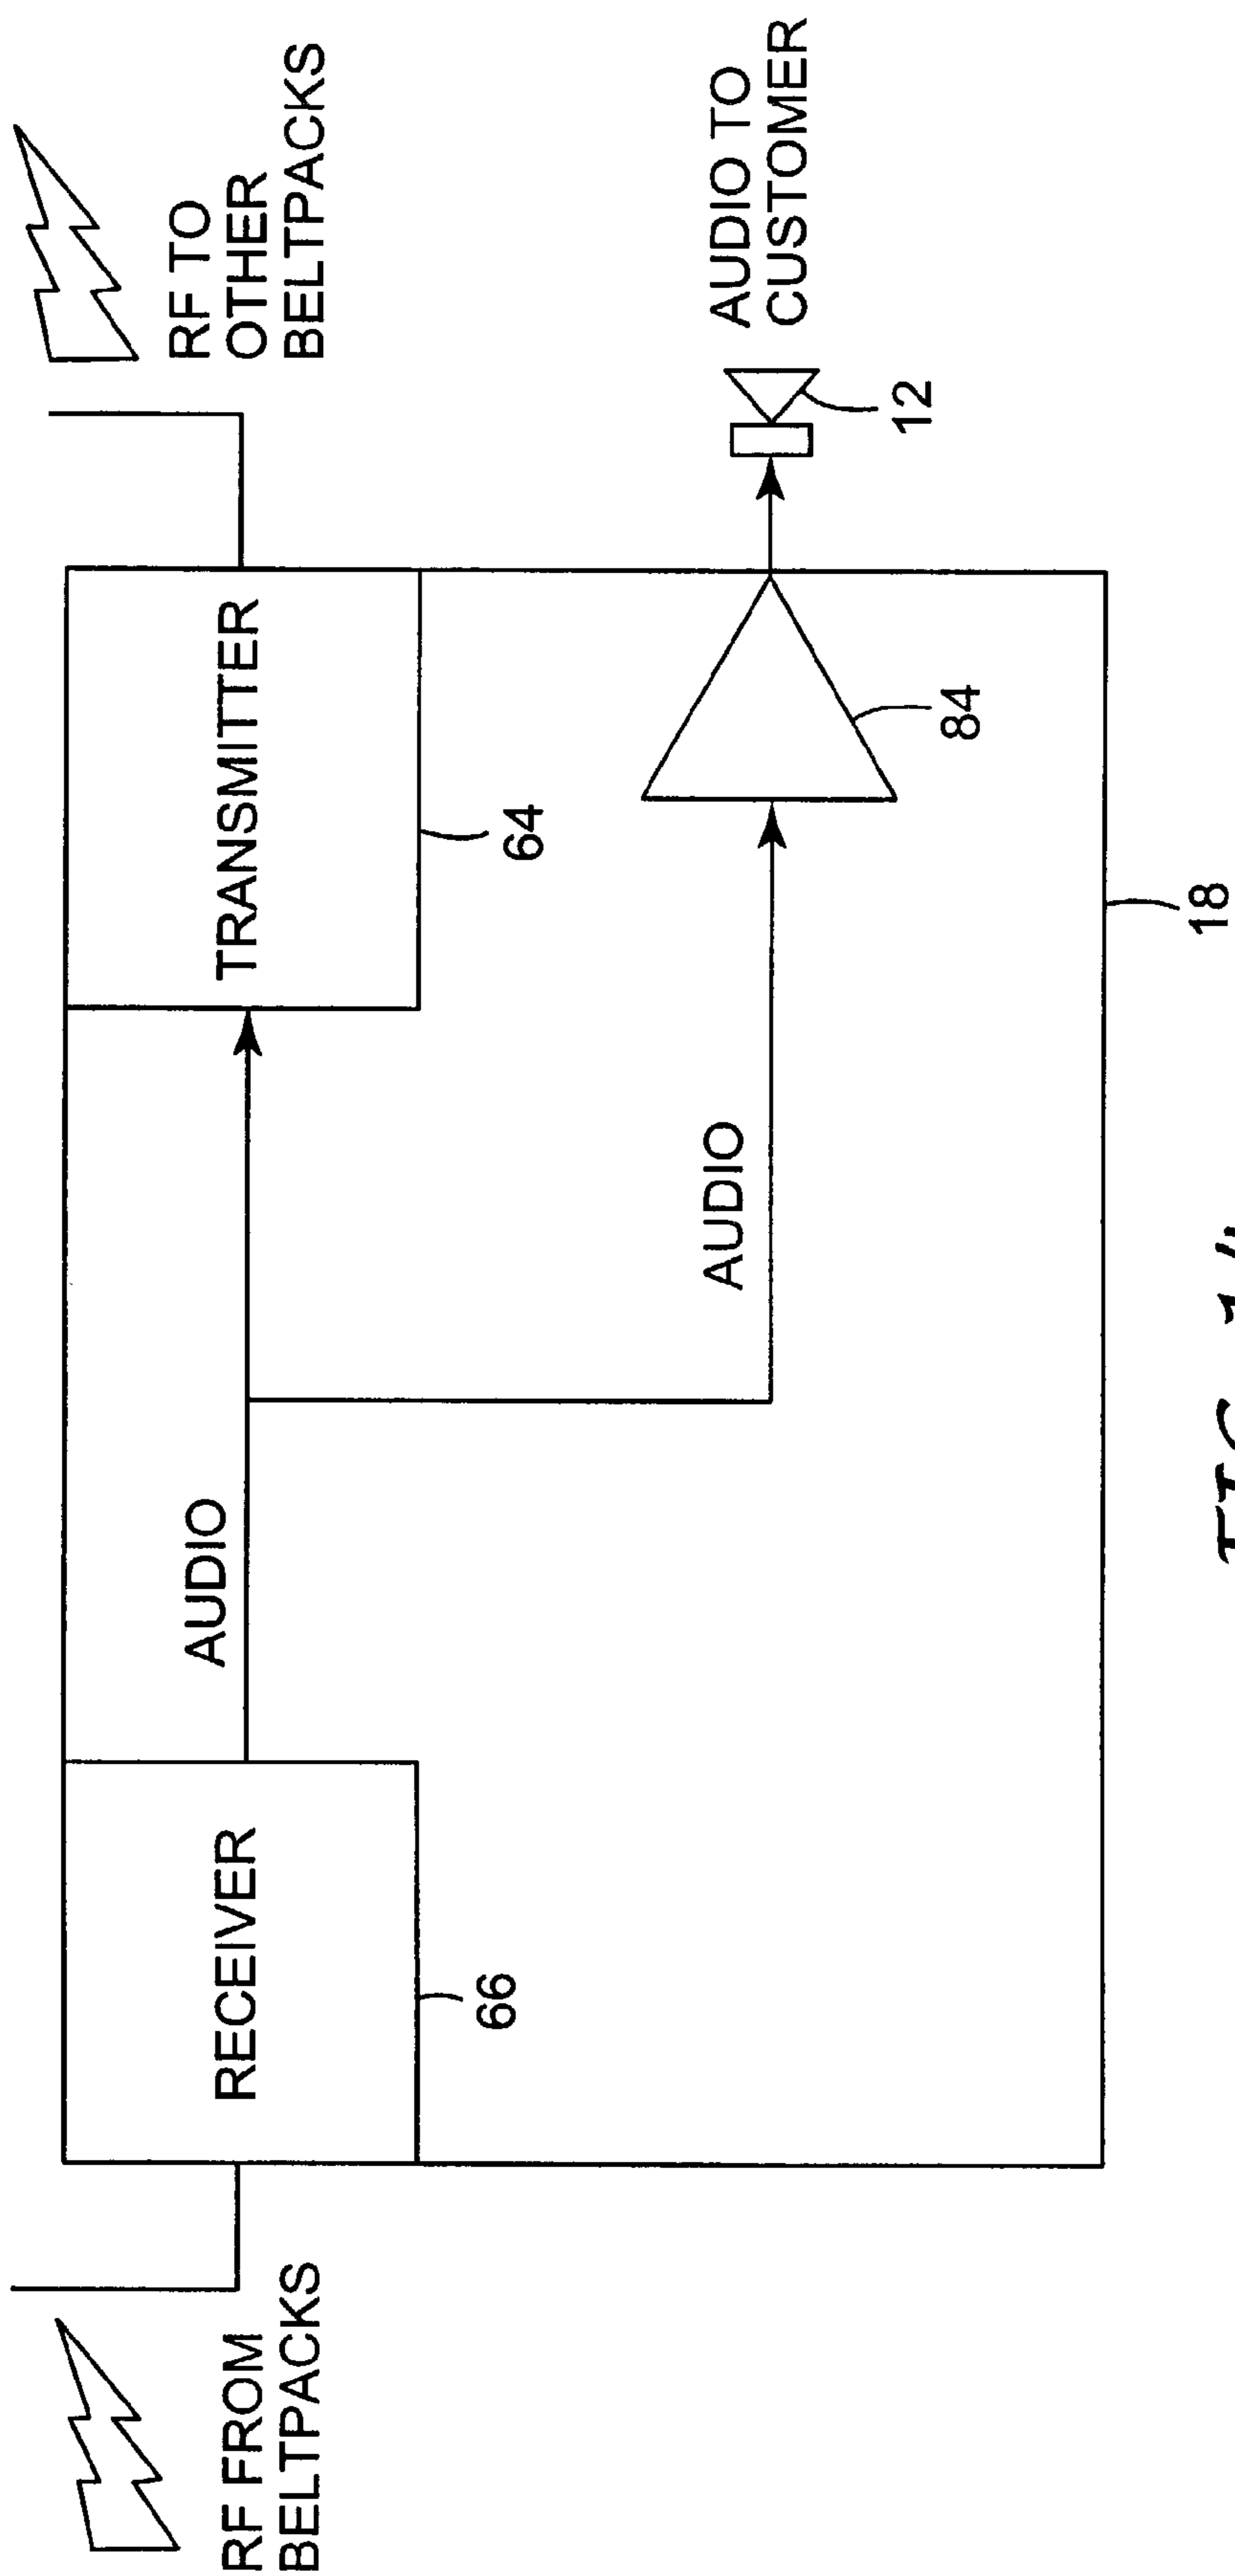 RF FROM
BELTPACKS
RECEIVER
66
AUDIO
AUDIO
TRANSMITTER
64
84
18
RF TO
OTHER
BELTPACKS
AUDIO TO
CUSTOMER
12